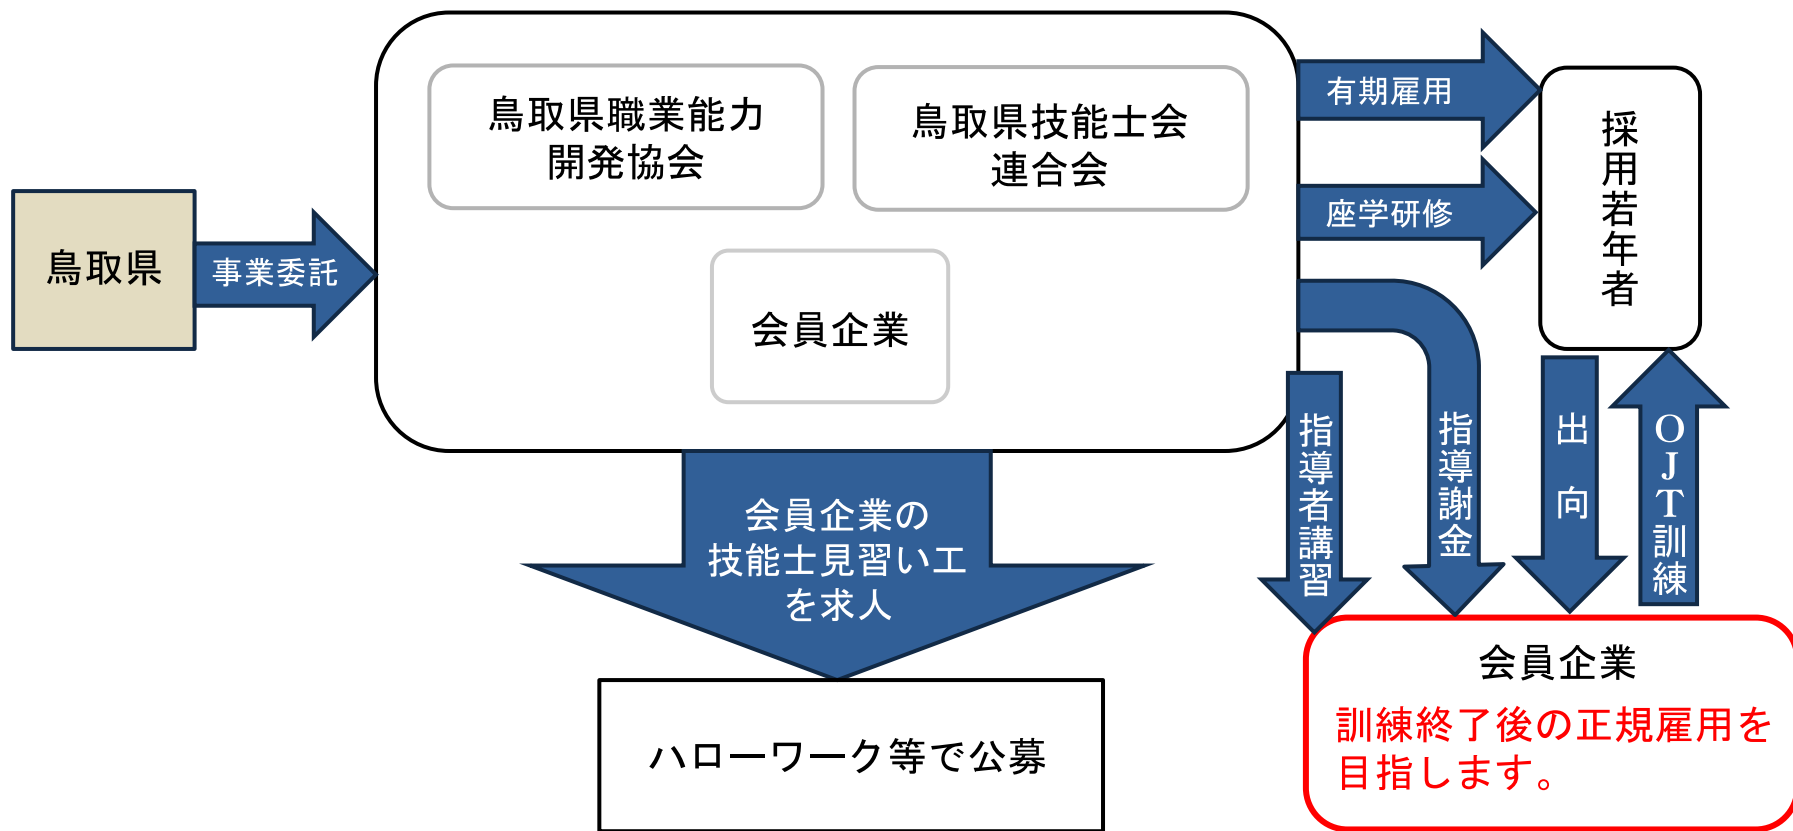 鳥取県
事業委託
鳥取県職業能力
開発協会
鳥取県技能士会
連合会
会員企業
有期雇用
座学研修
採用若年者
指導者講習
指導謝金
出向
OJT訓練
会員企業の
技能士見習い工
を求人
ハローワーク等で公募
会員企業
訓練終了後の正規雇用を
目指します。